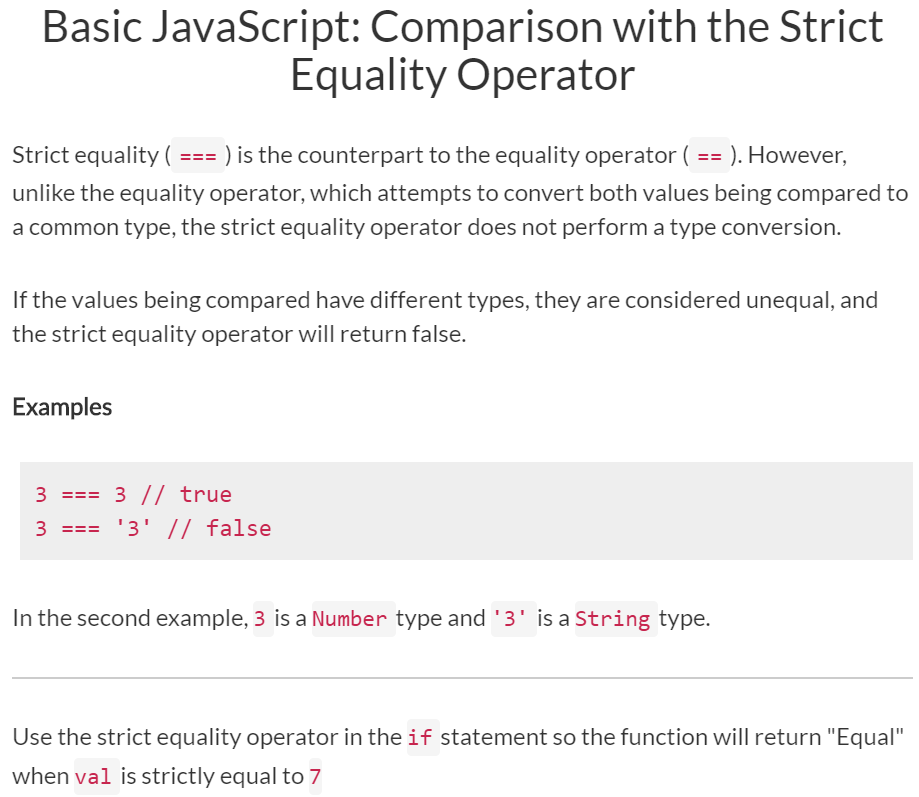 Basic JavaScript: Comparison with the Strict
Equality Operator
Strict equality ( === ) is the counterpart to the equality operator ( == ). However,
unlike the equality operator, which attempts to convert both values being compared to
a common type, the strict equality operator does not perform a type conversion.
If the values being compared have different types, they are considered unequal, and
the strict equality operator will return false.
Examples
3 === 3 // true
3 === '3' // false
In the second example, 3 is a Number type and '3' is a String type.
Use the strict equality operator in the if statement so the function will return "Equal"
when val is strictly equal to 7